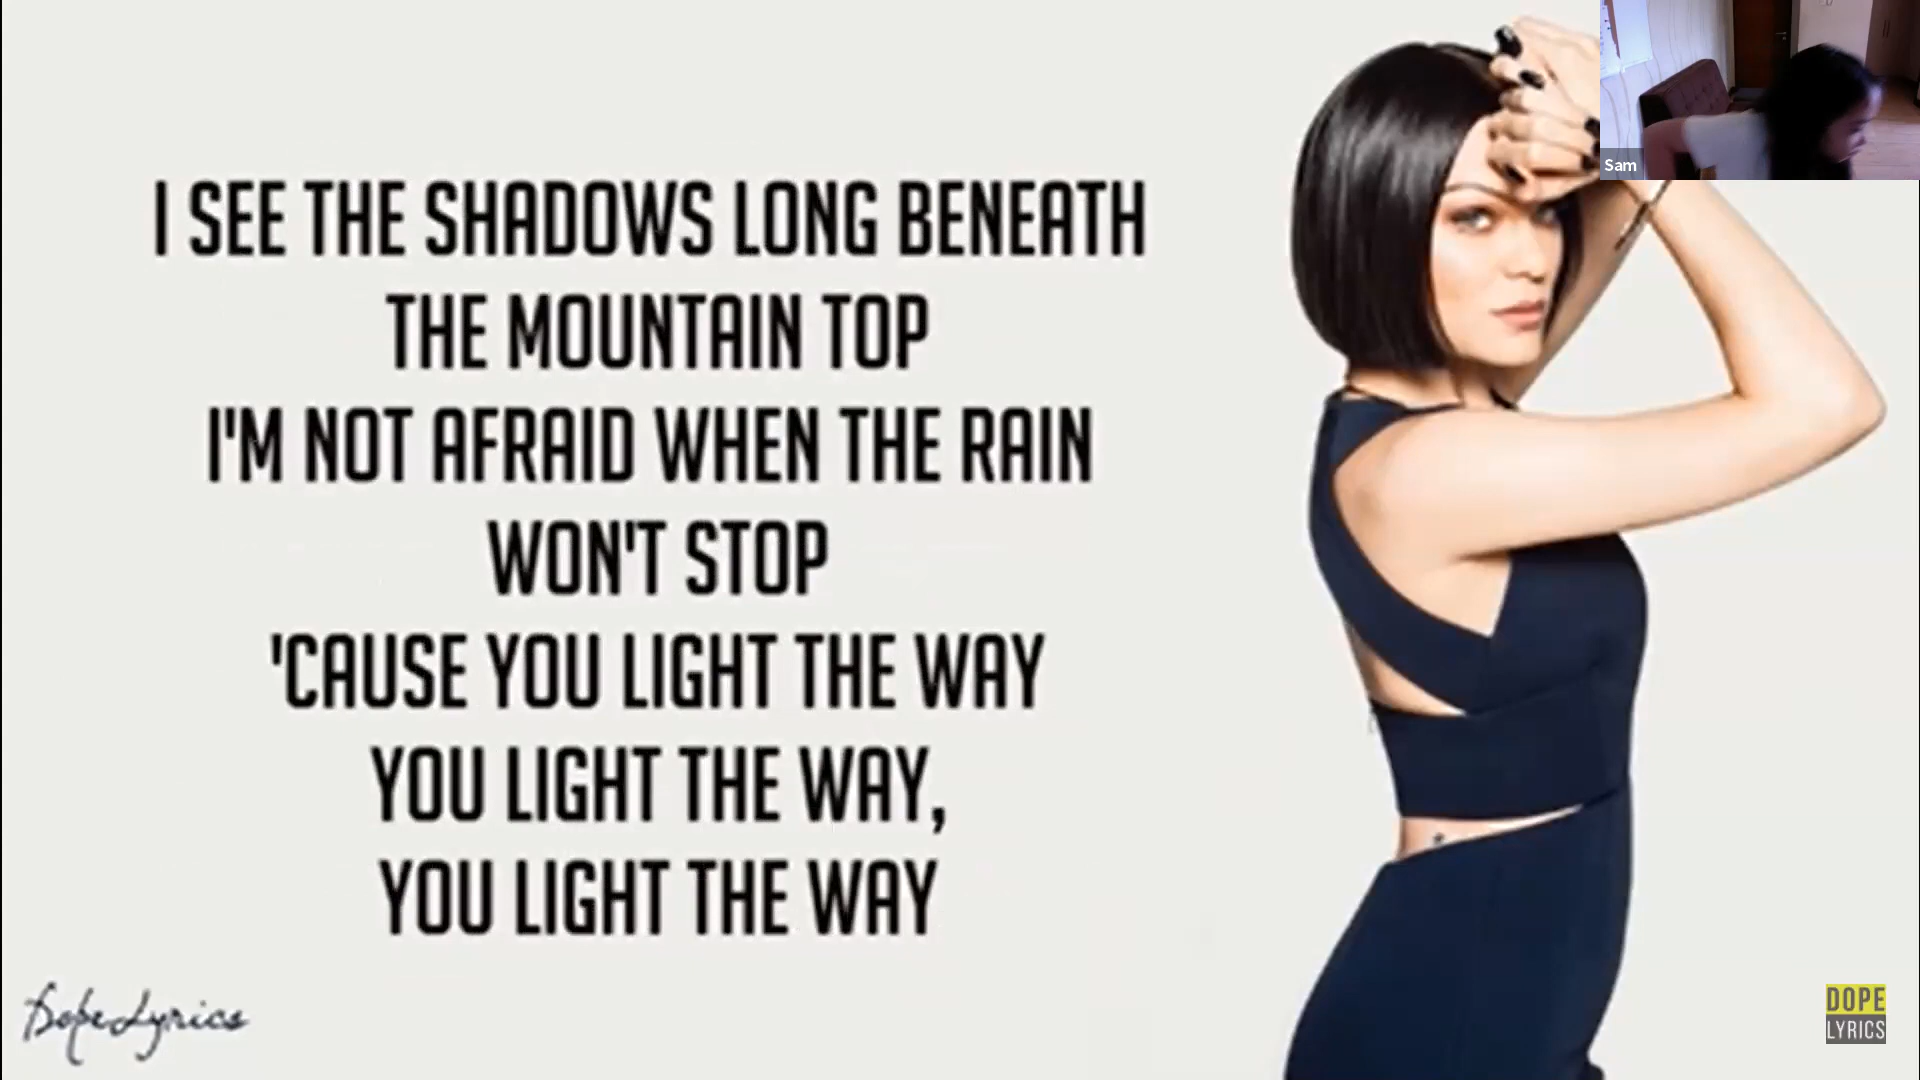 Sam
I SEE THE SHADOWS LONG BENEATH
THE MOUNTAIN TOP
I'M NOT AFRAID WHEN THE RAIN
WON'T STOP
'CAUSE YOU LIGHT THE WAY
YOU LIGHT THE WAY,
YOU LIGHT THE WAY
DopeLyrics
DOPE
LYRICS